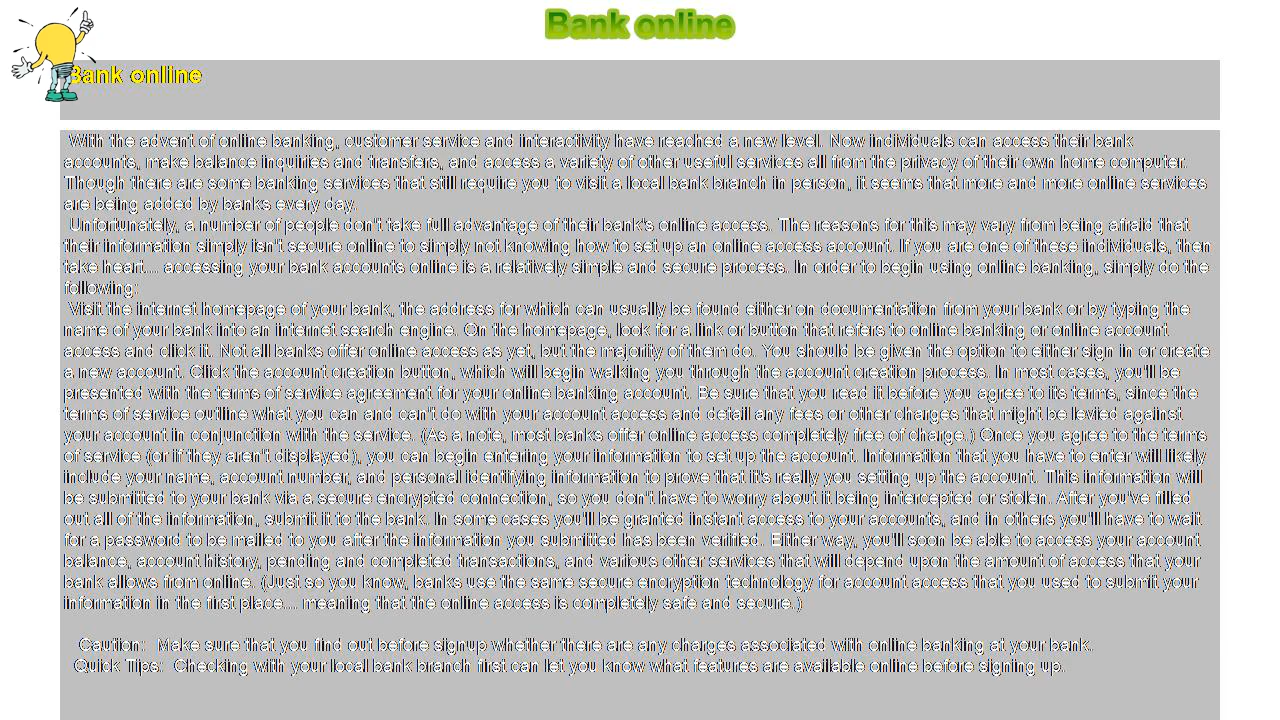 Bank online
Bank online
With the advent of online banking, customer service and interactivity have reached a new level. Now individuals can access their bank
accounts, make balance inquiries and transfers, and access a variety of other useful services all from the privacy of their own home computer.
Though there are some banking services that still require you to visit a local bank branch in person, it seems that more and more online services
are being added by banks every day.
Unfortunately, a number of people don't take full advantage of their bank's online access. The reasons for this may vary from being afraid that
their information simply isn't secure online to simply not knowing how to set up an online access account. If you are one of these individuals, then
take heart... accessing your bank accounts online is a relatively simple and secure process. In order to begin using online banking, simply do the
following:
Visit the internet homepage of your bank, the address for which can usually be found either on documentation from your bank or by typing the
name of your bank into an internet search engine. On the homepage, look for a link or button that refers to online banking or online account
access and click it. Not all banks offer online access as yet, but the majority of them do. You should be given the option to either sign in or create
a new account. Click the account creation button, which will begin walking you through the account creation process. In most cases, you'll be
presented with the terms of service agreement for your online banking account. Be sure that you read it before you agree to its terms, since the
terms of service outline what you can and can't do with your account access and detail any fees or other charges that might be levied against
your account in conjunction with the service. (As a note, most banks offer online access completely free of charge.) Once you agree to the terms
of service (or if they aren't displayed), you can begin entering your information to set up the account. Information that you have to enter will likely
include your name, account number, and personal identifying information to prove that it's really you setting up the account. This information will
be submitted to your bank via a secure encrypted connection, so you don't have to worry about it being intercepted or stolen. After you've filled
out all of the information, submit it to the bank. In some cases you'll be granted instant access to your accounts, and in others you'll have to wait
for a password to be mailed to you after the information you submitted has been verified. Either way, you'll soon be able to access your account
balance, account history, pending and completed transactions, and various other services that will depend upon the amount of access that your
bank allows from online. (Just so you know, banks use the same secure encryption technology for account access that you used to submit your
information in the first place.... meaning that the online access is completely safe and secure.)
Caution: Make sure that you find out before signup whether there are any charges associated with online banking at your bank.
Quick Tips: Checking with your local bank branch first can let you know what features are available online before signing up.